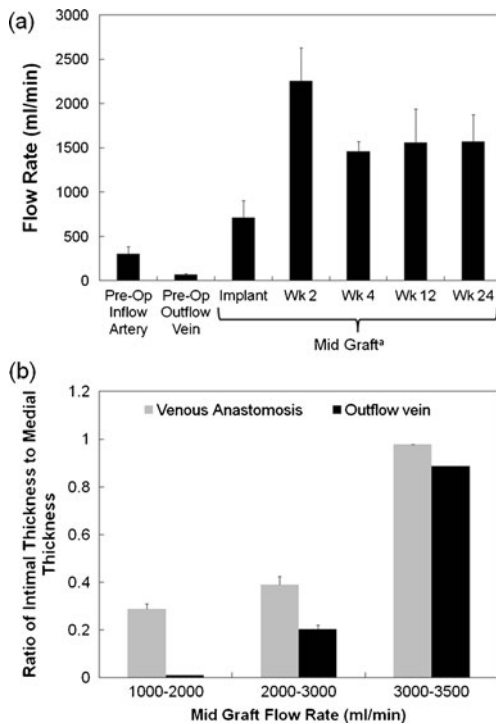 (a)
Flow Rate (ml/min)
3000
2500
2000
1500
1000
500
0
Pre-Op Inflow Artery
Pre-Op Outflow Vein
Implant
Wk 2
Wk 4
Wk 12
Wk 24
Mid Graftᵃ
(b)
Venous Anastomosis
Outflow vein
Ratio of Intimal Thickness to Medial
Thickness
1.2
1
0.8
0.6
0.4
0.2
0
1000-2000
2000-3000
3000-3500
Mid Graft Flow Rate (ml/min)